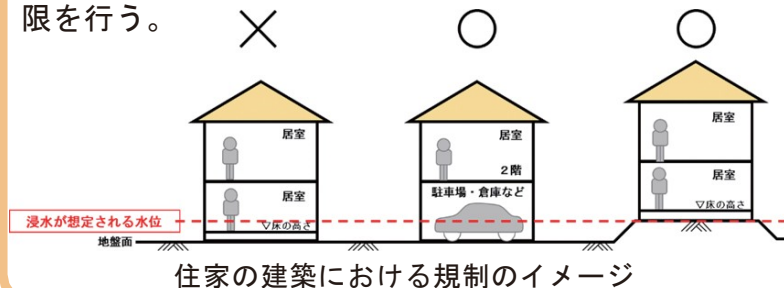 限を行う。
居室
居室
▽床の高さ
居室
2階
駐車場・倉庫など
居室
居室
▽床の高さ
浸水が想定される水位
地盤面
住家の建築における規制のイメージ